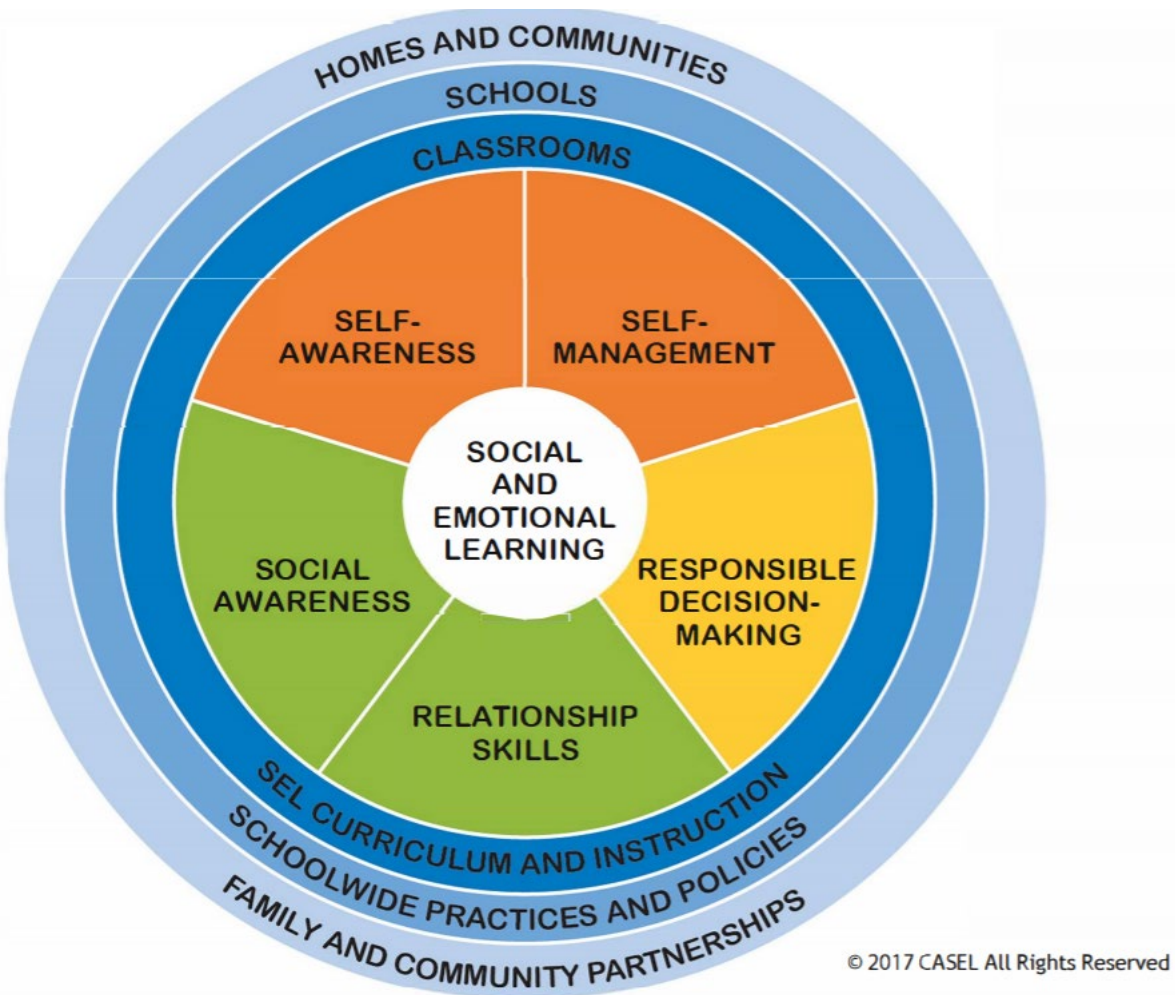 HOMES AND COMMUNITIES
SCHOOLS
CLASSROOMS
SELF-
AWARENESS
SELF-
MANAGEMENT
SOCIAL
AND
EMOTIONAL
LEARNING
SOCIAL
AWARENESS
RESPONSIBLE
DECISION-
MAKING
RELATIONSHIP
SKILLS
SEL CURRICULUM AND INSTRUCTION
SCHOOLWIDE PRACTICES AND POLICIES
FAMILY AND COMMUNITY PARTNERSHIPS
© 2017 CASEL All Rights Reserved